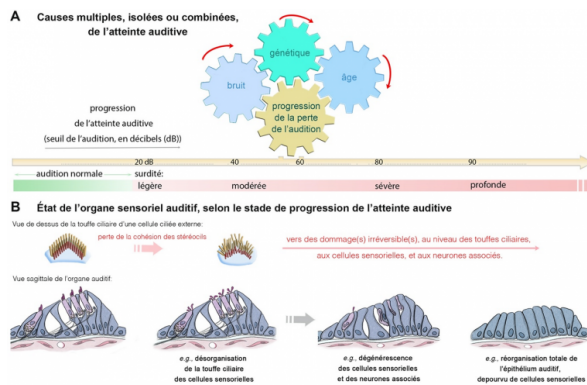 A
Causes multiples, isolées ou combinées,
de l'atteinte auditive
génétique
bruit
âge
progression
de la perte
de l'audition
progression
de l'atteinte auditive
(seuil de l'audition, en décibels (dB))
20 dB 40 60 80 90
audition normale surdité:
légère modérée sévère profonde
B État de l'organe sensoriel auditif, selon le stade de progression de l'atteinte auditive
Vue de dessus de la touffe ciliaire d'une cellule ciliée externe:
perte de la cohésion des stéréocils
vers des dommage(s) irréversible(s), au niveau des touffes ciliaires,
aux cellules sensorielles, et aux neurones associés.
Vue sagittale de l'organe auditif:
e.g., désorganisation
de la touffe ciliaire
des cellules sensorielles
e.g., dégénérescence
des cellules sensorielles
et des neurones associés
e.g., réorganisation totale de
l'épithélium auditif,
depourvu de cellules sensorielles